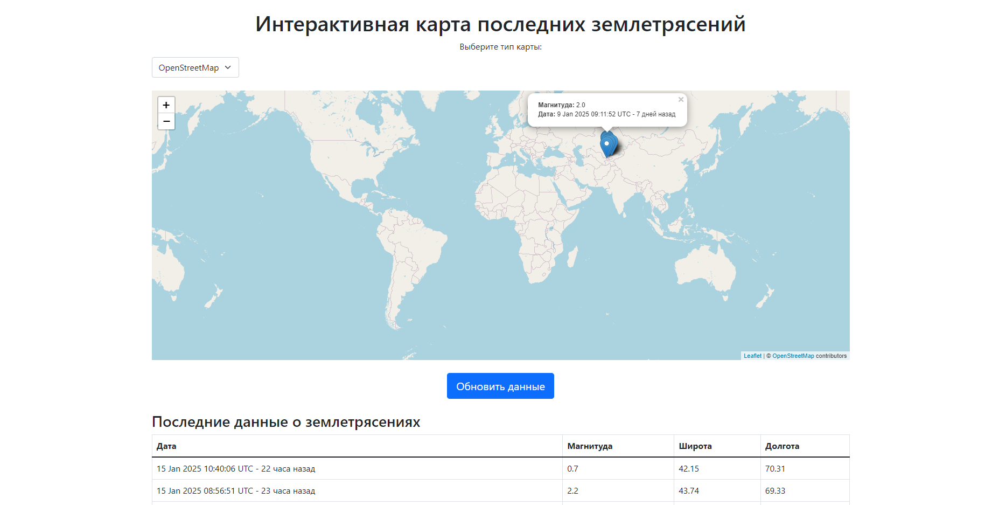 Интерактивная карта последних землетрясений
Выберите тип карты:
OpenStreetMap
+
−
×
Магнитуда: 2.0
Дата: 9 Jan 2025 09:11:52 UTC - 7 дней назад
Leaflet | © OpenStreetMap contributors
Обновить данные
Последние данные о землетрясениях
Дата Магнитуда Широта Долгота
15 Jan 2025 10:40:06 UTC - 22 часа назад 0.7 42.15 70.31
15 Jan 2025 08:56:51 UTC - 23 часа назад 2.2 43.74 69.33